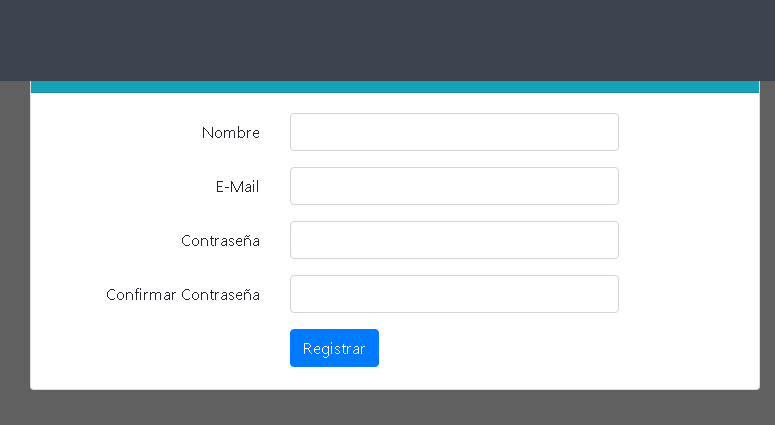 Nombre
E-Mail
Contraseña
Confirmar Contraseña
Registrar